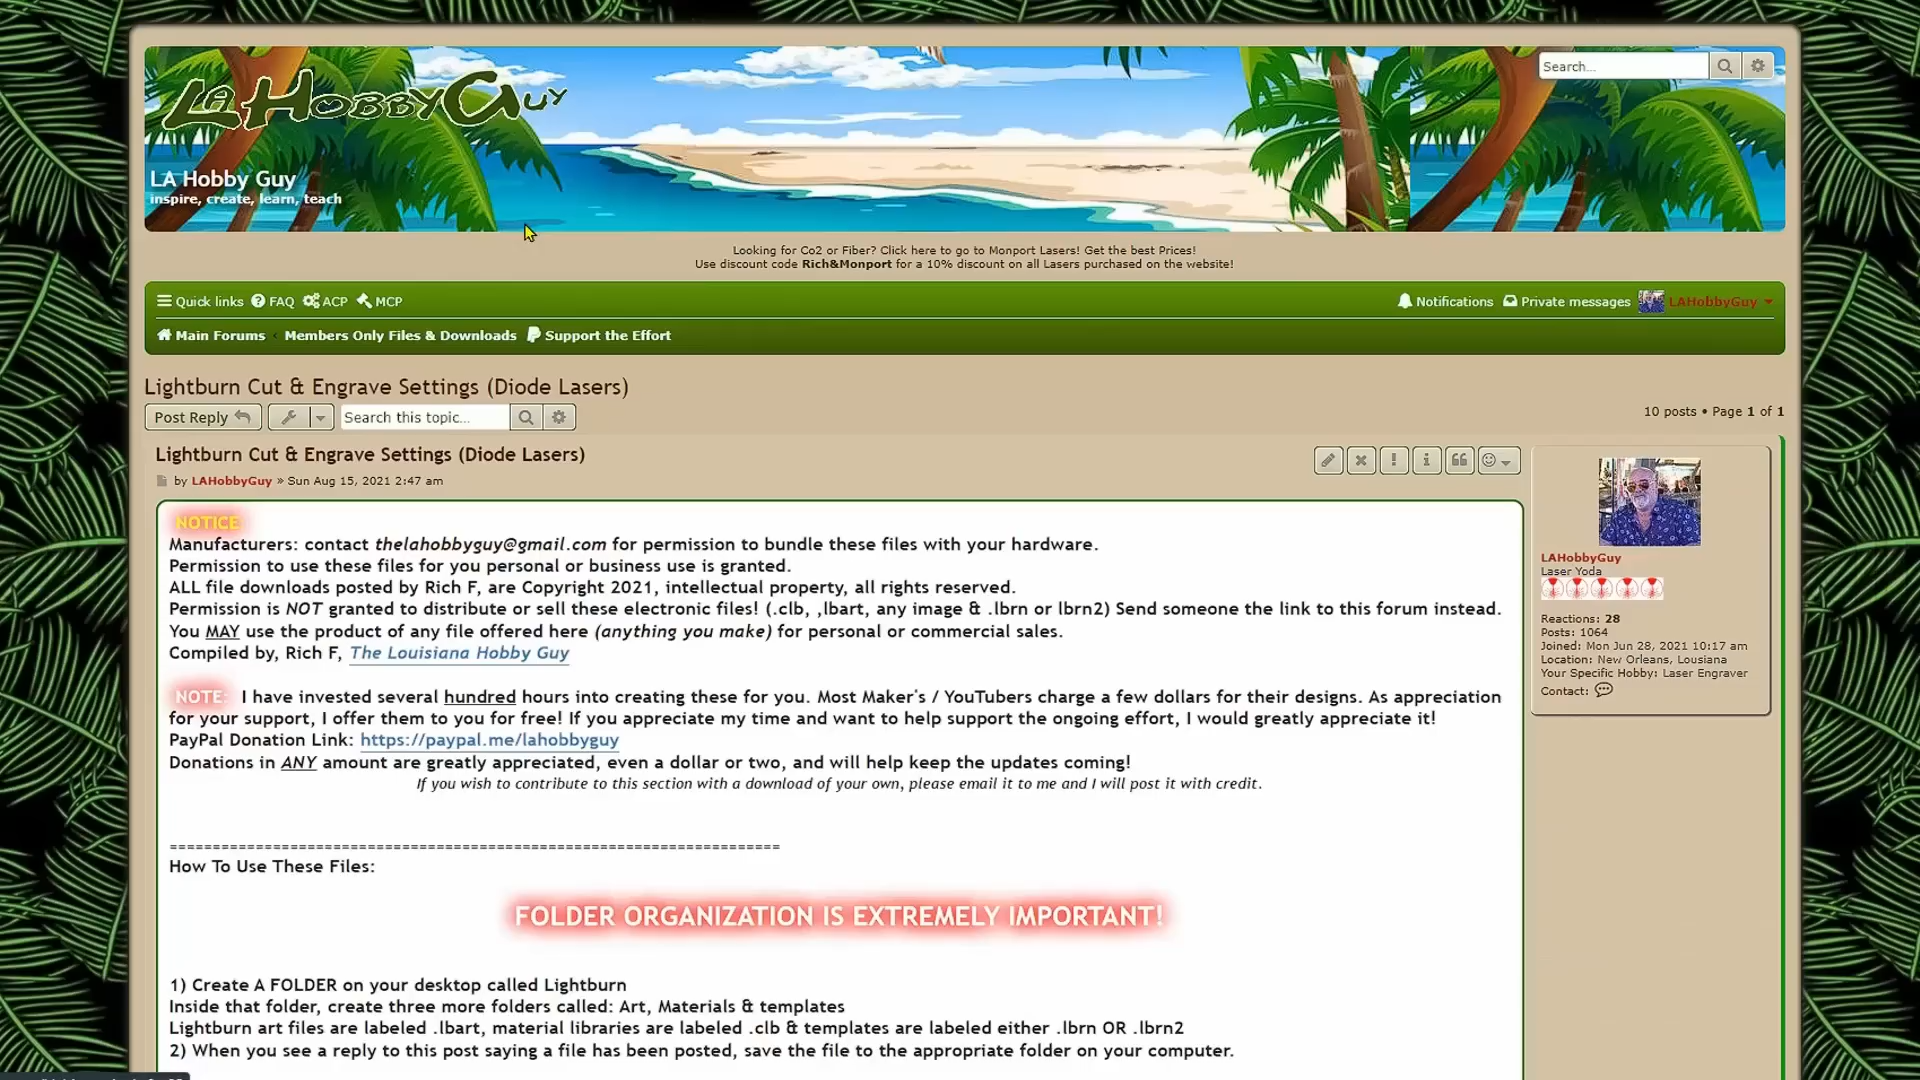 LA HOBBYGUY
Search...
LA Hobby Guy
inspire, create, learn, teach
Looking for Co2 or Fiber? Click here to go to Monport Lasers! Get the best Prices!
Use discount code Rich&Monport for a 10% discount on all Lasers purchased on the website!
Quick links FAQ ACP MCP Notifications Private messages LAHobbyGuy
Main Forums ‹ Members Only Files & Downloads Support the Effort
Lightburn Cut & Engrave Settings (Diode Lasers)
Post Reply Search this topic... 10 posts • Page 1 of 1
Lightburn Cut & Engrave Settings (Diode Lasers)
by LAHobbyGuy » Sun Aug 15, 2021 2:47 am
NOTICE
Manufacturers: contact thelahobbyguy@gmail.com for permission to bundle these files with your hardware.
Permission to use these files for you personal or business use is granted.
ALL file downloads posted by Rich F, are Copyright 2021, intellectual property, all rights reserved.
Permission is NOT granted to distribute or sell these electronic files! (.clb, ,lbart, any image & .lbrn or lbrn2) Send someone the link to this forum instead.
You MAY use the product of any file offered here (anything you make) for personal or commercial sales.
Compiled by, Rich F, The Louisiana Hobby Guy
NOTE: I have invested several hundred hours into creating these for you. Most Maker's / YouTubers charge a few dollars for their designs. As appreciation
for your support, I offer them to you for free! If you appreciate my time and want to help support the ongoing effort, I would greatly appreciate it!
PayPal Donation Link: https://paypal.me/lahobbyguy
Donations in ANY amount are greatly appreciated, even a dollar or two, and will help keep the updates coming!
If you wish to contribute to this section with a download of your own, please email it to me and I will post it with credit.
=======================================================================
How To Use These Files:
FOLDER ORGANIZATION IS EXTREMELY IMPORTANT!
1) Create A FOLDER on your desktop called Lightburn
Inside that folder, create three more folders called: Art, Materials & templates
Lightburn art files are labeled .lbart, material libraries are labeled .clb & templates are labeled either .lbrn OR .lbrn2
2) When you see a reply to this post saying a file has been posted, save the file to the appropriate folder on your computer.
LAHobbyGuy
Laser Yoda
Reactions: 28
Posts: 1064
Joined: Mon Jun 28, 2021 10:17 am
Location: New Orleans, Lousiana
Your Specific Hobby: Laser Engraver
Contact: